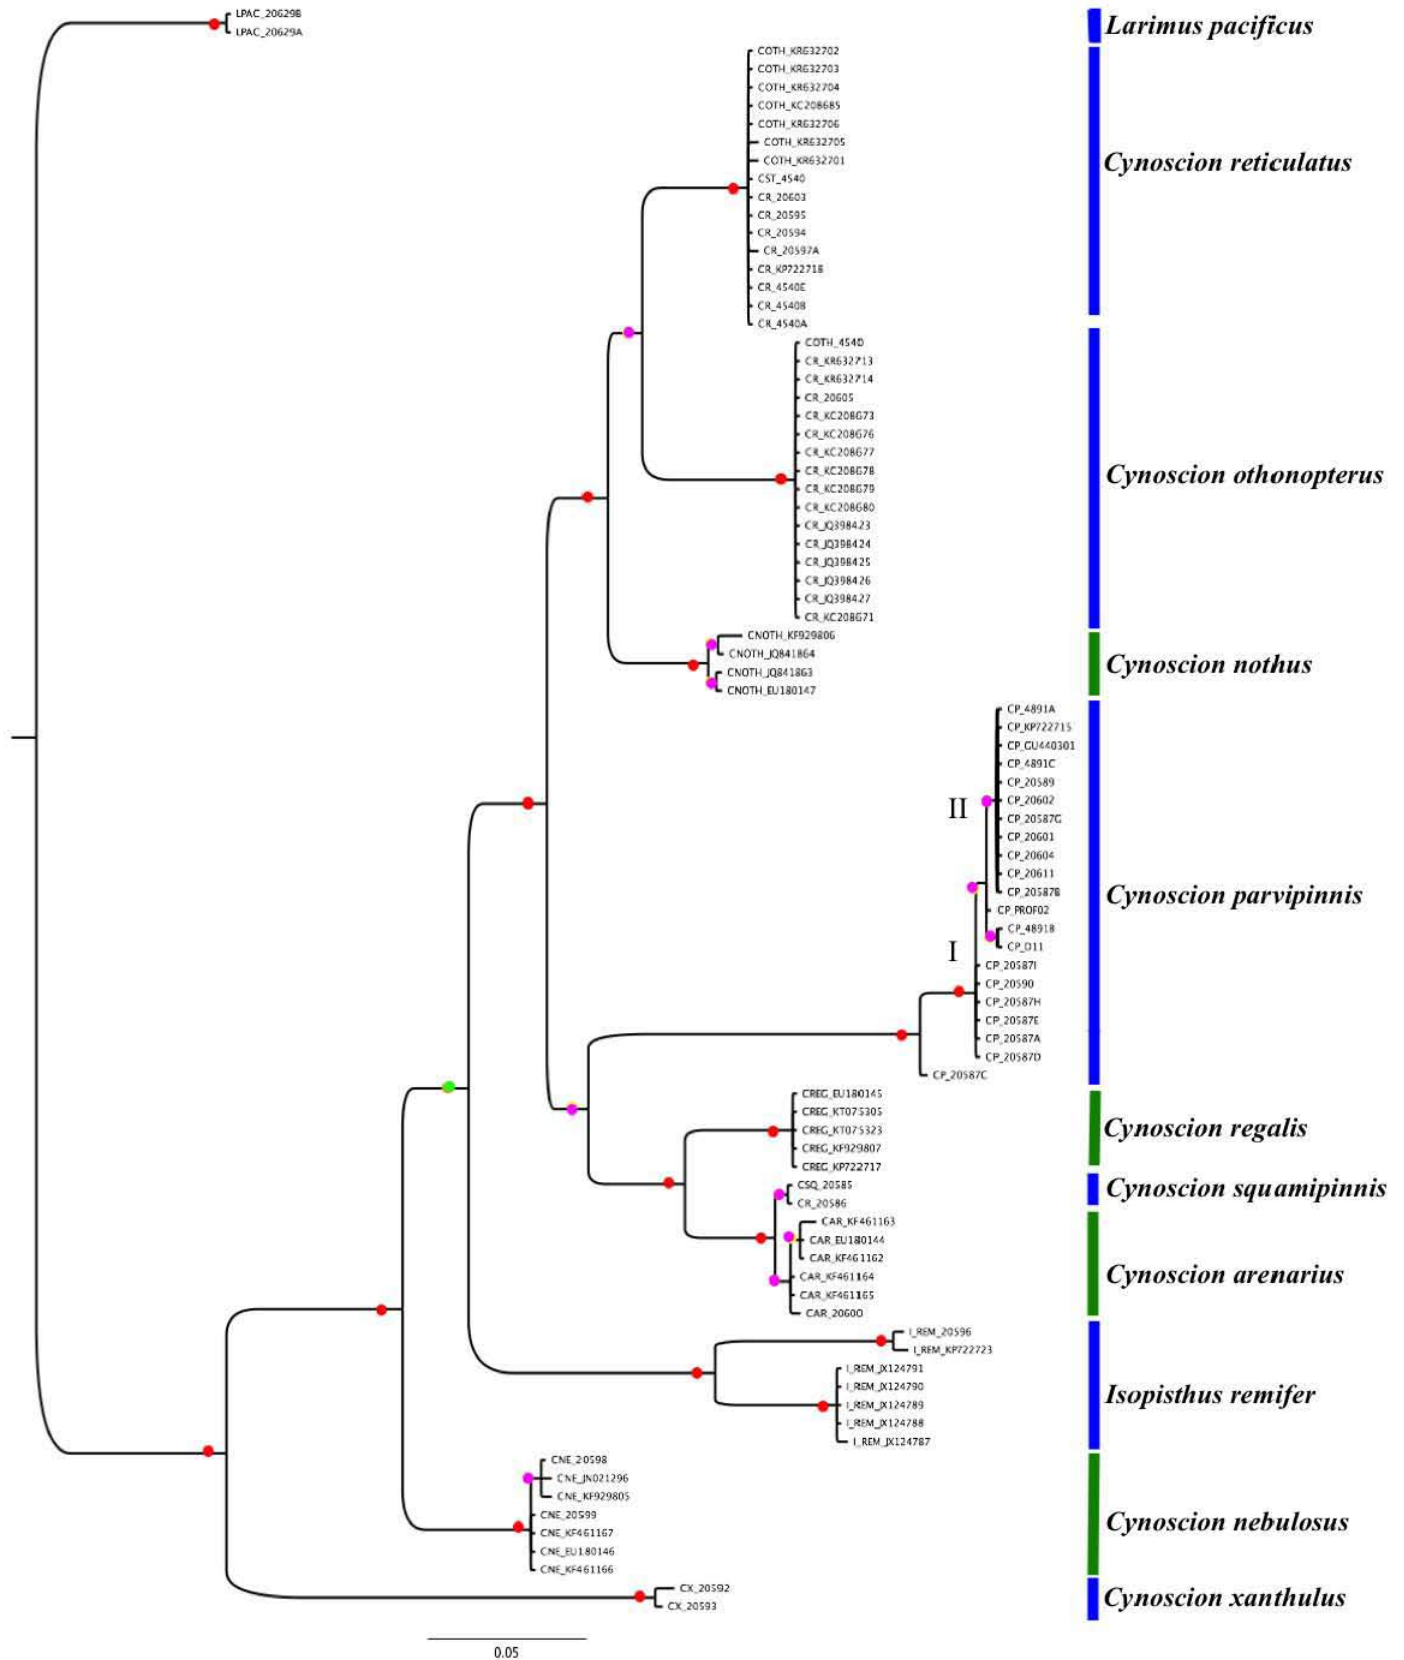 LPAC_20629B
LPAC_20629A
Larimus pacificus
COTH_KR632702
COTH_KR632703
COTH_KR632704
COTH_KC208685
COTH_KR632706
COTH_KR632705
COTH_KR632701
CST_4540
CR_20603
CR_20595
CR_20594
CR_20597A
CR_KP722718
CR_4540E
CR_4540B
CR_4540A
Cynoscion reticulatus
COTH_4540
CR_KR632713
CR_KR632714
CR_20605
CR_KC208673
CR_KC208676
CR_KC208677
CR_KC208678
CR_KC208679
CR_KC208680
CR_JQ398423
CR_JQ398424
CR_JQ398425
CR_JQ398426
CR_JQ398427
CR_KC208671
Cynoscion othonopterus
CNOTH_KF929806
CNOTH_JQ841864
CNOTH_JQ841863
CNOTH_EU180147
Cynoscion nothus
CP_4891A
CP_KP722715
CP_GU440301
CP_4891C
CP_20589
CP_20602
CP_20587G
CP_20601
CP_20604
CP_20611
CP_20587B
CP_PROF02
CP_4891B
CP_D11
CP_20587I
CP_20590
CP_20587H
CP_20587E
CP_20587A
CP_20587D
CP_20587C
II
I
Cynoscion parvipinnis
CREG_EU180145
CREG_KT075305
CREG_KT075323
CREG_KF929807
CREG_KP722717
Cynoscion regalis
CSQ_20585
CR_20586
Cynoscion squamipinnis
CAR_KF461163
CAR_EU180144
CAR_KF461162
CAR_KF461164
CAR_KF461165
CAR_20600
Cynoscion arenarius
I_REM_20596
I_REM_KP722723
I_REM_JX124791
I_REM_JX124790
I_REM_JX124789
I_REM_JX124788
I_REM_JX124787
Isopisthus remifer
CNE_20598
CNE_JN021296
CNE_KF929805
CNE_20599
CNE_KF461167
CNE_EU180146
CNE_KF461166
Cynoscion nebulosus
CX_20592
CX_20593
Cynoscion xanthulus
0.05